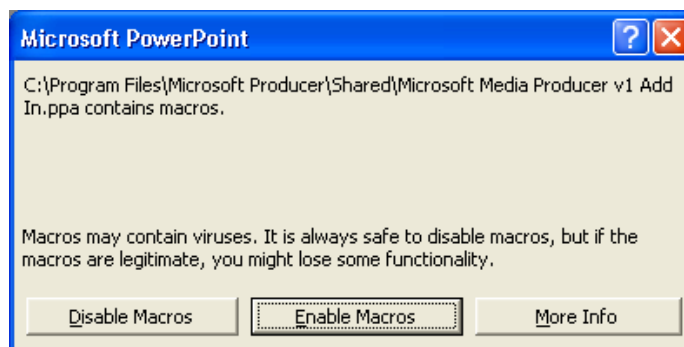 Microsoft PowerPoint
C:\Program Files\Microsoft Producer\Shared\Microsoft Media Producer v1 Add
In.ppa contains macros.
Macros may contain viruses. It is always safe to disable macros, but if the
macros are legitimate, you might lose some functionality.
Disable Macros Enable Macros More Info